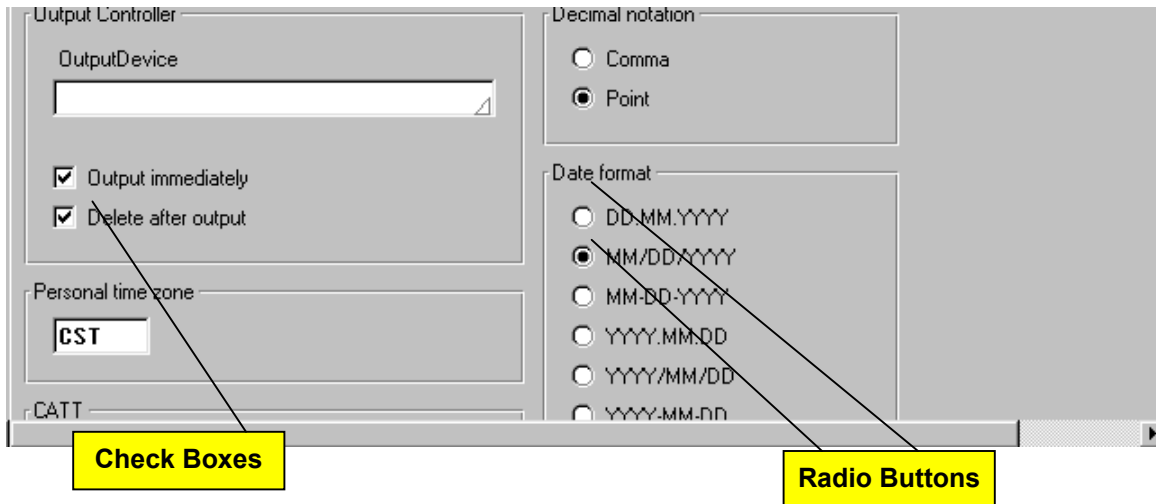 Output Controller
OutputDevice
Output immediately
Delete after output
Personal time zone
CST
CATT
Decimal notation
Comma
Point
Date format
DD.MM.YYYY
MM/DD/YYYY
MM-DD-YYYY
YYYY.MM.DD
YYYY/MM/DD
YYYY-MM-DD
Check Boxes
Radio Buttons